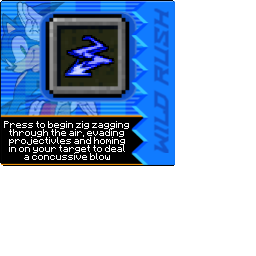 WILD RUSH
Press to begin zig zagging
through the air, evading
projectivles and homing
in on your target to deal
a concussive blow